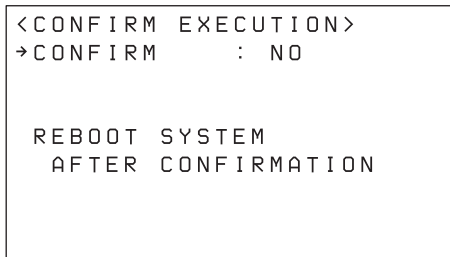 <CONFIRM EXECUTION>
→CONFIRM : NO
REBOOT SYSTEM
AFTER CONFIRMATION